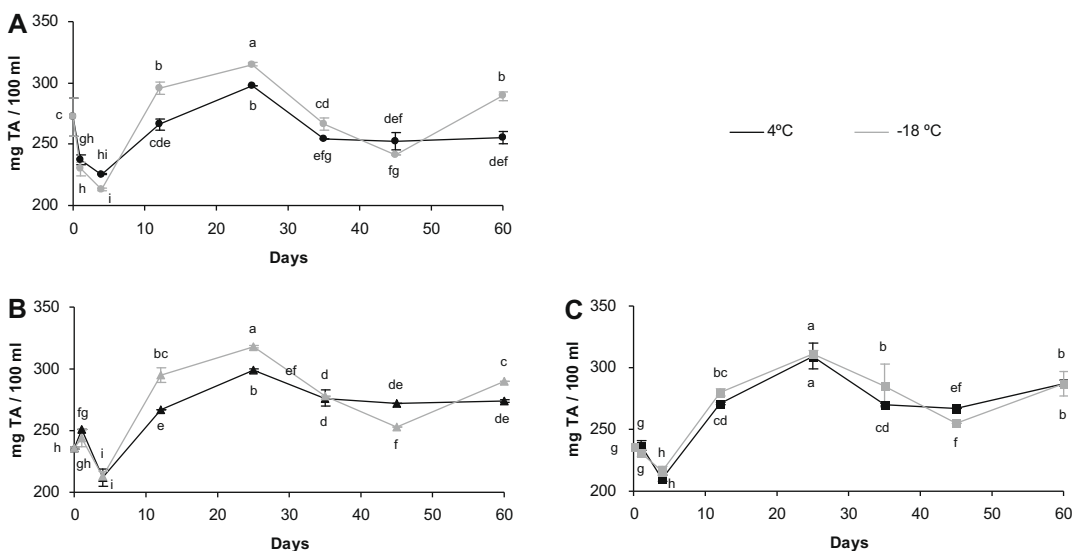 A
350
300
250
200
mg TA / 100 ml
c
gh
h
hi
i
b
cde
a
b
cd
efg
def
fg
b
def
0 10 20 30 40 50 60
Days
4ºC
-18 ºC
B
350
300
250
200
mg TA / 100 ml
h
fg
gh
i
i
bc
e
a
b
ef
d
d
de
f
c
de
0 10 20 30 40 50 60
Days
C
350
300
250
200
mg TA / 100 ml
g
g
g
h
h
bc
cd
a
a
b
cd
ef
f
b
b
0 10 20 30 40 50 60
Days